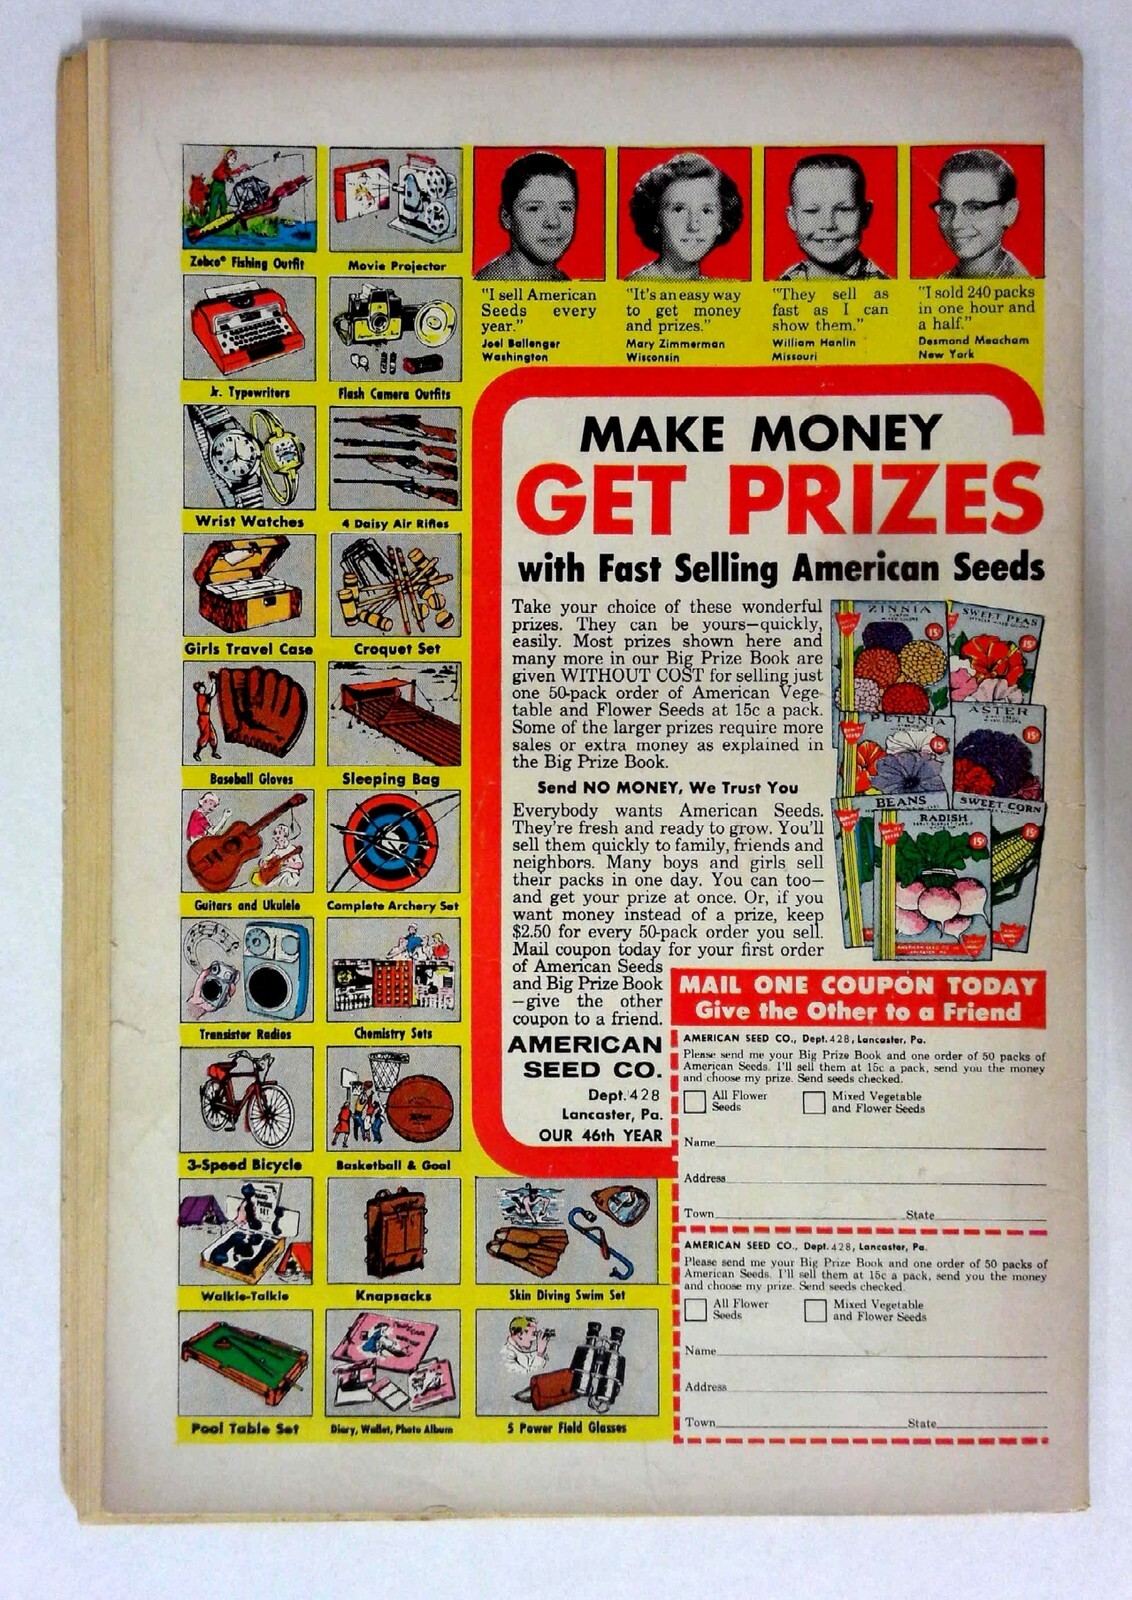 Zebco® Fishing Outfit
Movie Projector
Jr. Typewriters
Flash Camera Outfits
Wrist Watches
4 Daisy Air Rifles
Girls Travel Case
Croquet Set
Baseball Gloves
Sleeping Bag
Guitars and Ukulele
Complete Archery Set
Transistor Radios
Chemistry Sets
3-Speed Bicycle
Basketball & Goal
Walkie-Talkie
Knapsacks
Skin Diving Swim Set
Pool Table Set
Diary, Wallet, Photo Album
5 Power Field Glasses
"I sell American
Seeds every
year."
Joel Ballenger
Washington
"It's an easy way
to get money
and prizes."
Mary Zimmerman
Wisconsin
"They sell as
fast as I can
show them."
William Hanlin
Missouri
"I sold 240 packs
in one hour and
a half."
Desmond Meacham
New York
MAKE MONEY
GET PRIZES
with Fast Selling American Seeds
Take your choice of these wonderful
prizes. They can be yours—quickly,
easily. Most prizes shown here and
many more in our Big Prize Book are
given WITHOUT COST for selling just
one 50-pack order of American Vege-
table and Flower Seeds at 15c a pack.
Some of the larger prizes require more
sales or extra money as explained in
the Big Prize Book.
Send NO MONEY, We Trust You
Everybody wants American Seeds.
They're fresh and ready to grow. You'll
sell them quickly to family, friends and
neighbors. Many boys and girls sell
their packs in one day. You can too—
and get your prize at once. Or, if you
want money instead of a prize, keep
$2.50 for every 50-pack order you sell.
Mail coupon today for your first order
of American Seeds
and Big Prize Book
—give the other
coupon to a friend.
AMERICAN
SEED CO.
Dept. 428
Lancaster, Pa.
OUR 46th YEAR
ZINNIA
15¢
SWEET PEAS
15¢
PETUNIA
15¢
ASTER
15¢
BEANS
SWEET CORN
15¢
RADISH
15¢
MAIL ONE COUPON TODAY
Give the Other to a Friend
AMERICAN SEED CO., Dept. 428, Lancaster, Pa.
Please send me your Big Prize Book and one order of 50 packs of
American Seeds. I'll sell them at 15c a pack, send you the money
and choose my prize. Send seeds checked.
All Flower
Seeds
Mixed Vegetable
and Flower Seeds
Name
Address
Town State
AMERICAN SEED CO., Dept. 428, Lancaster, Pa.
Please send me your Big Prize Book and one order of 50 packs of
American Seeds. I'll sell them at 15c a pack, send you the money
and choose my prize. Send seeds checked.
All Flower
Seeds
Mixed Vegetable
and Flower Seeds
Name
Address
Town State